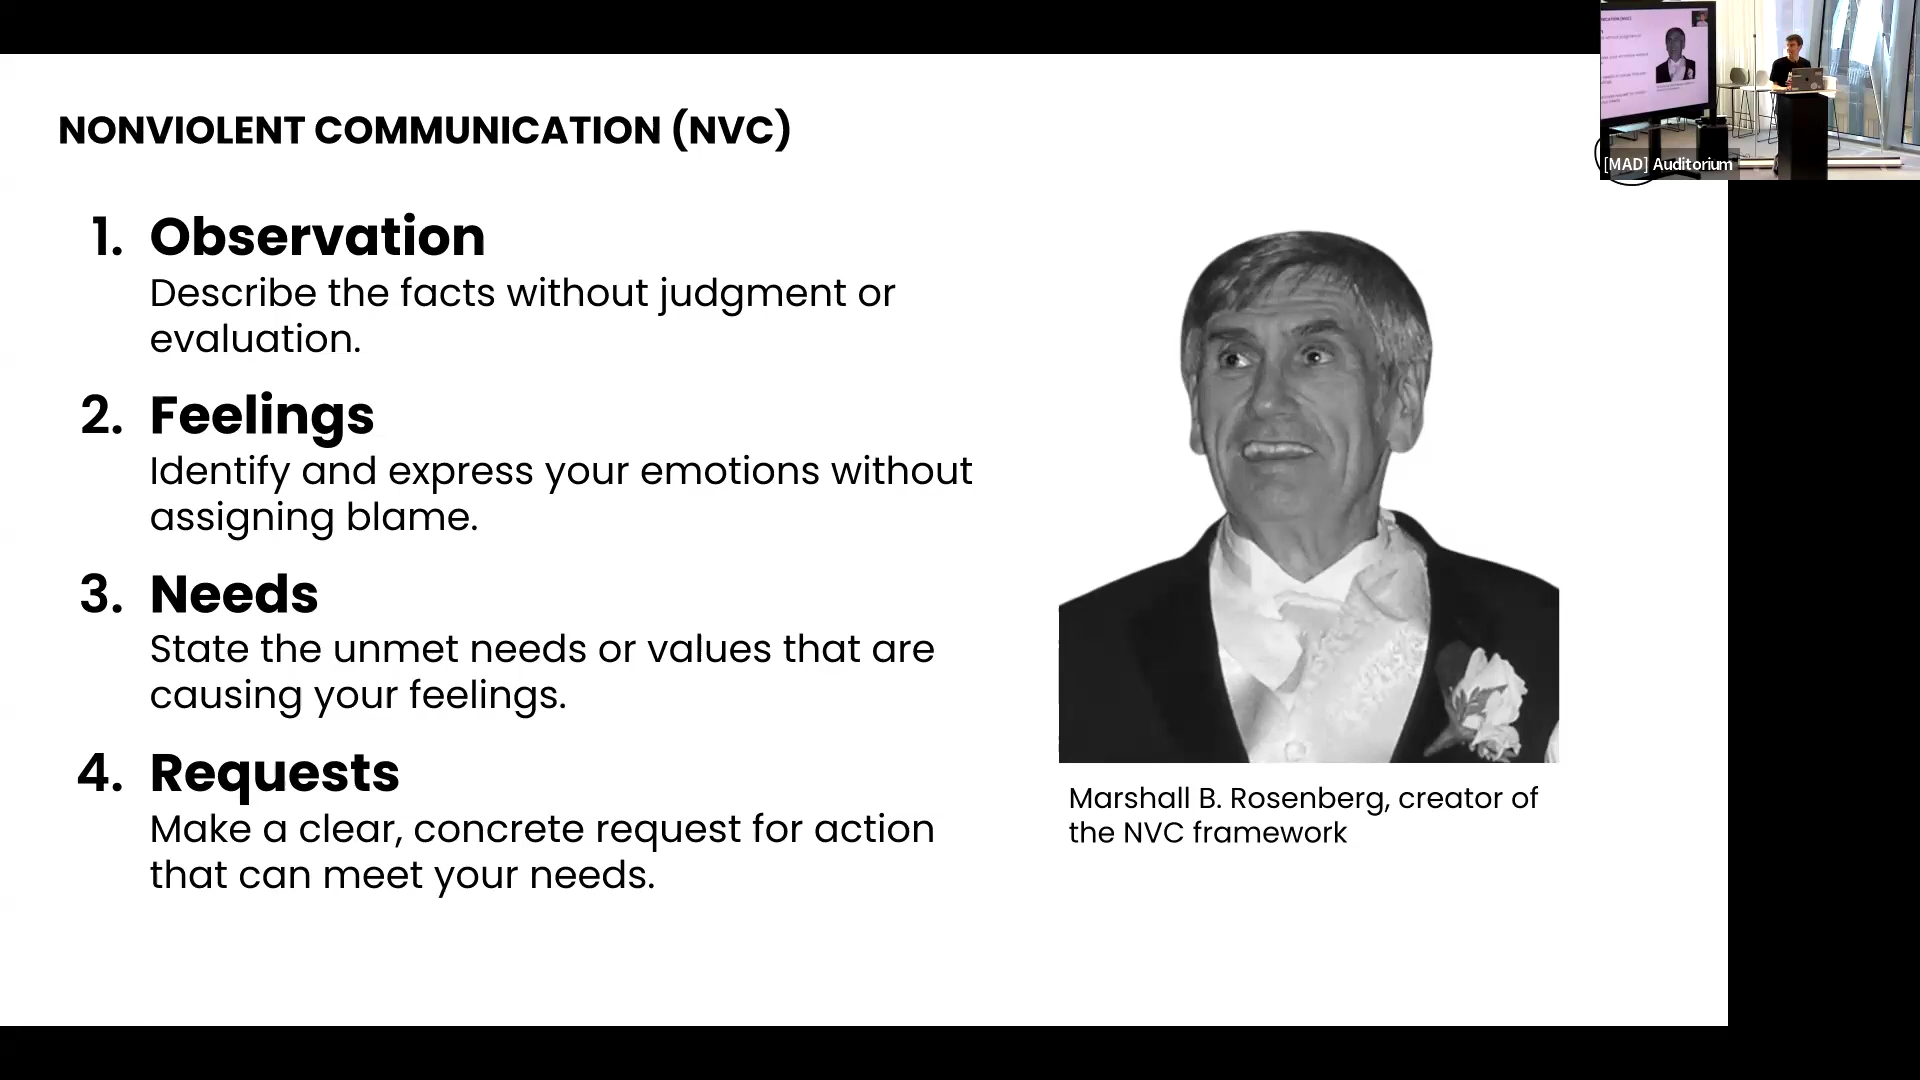 NONVIOLENT COMMUNICATION (NVC)
1. Observation
Describe the facts without judgment or
evaluation.
2. Feelings
Identify and express your emotions without
assigning blame.
3. Needs
State the unmet needs or values that are
causing your feelings.
4. Requests
Make a clear, concrete request for action
that can meet your needs.
Marshall B. Rosenberg, creator of
the NVC framework
[MAD] Auditorium